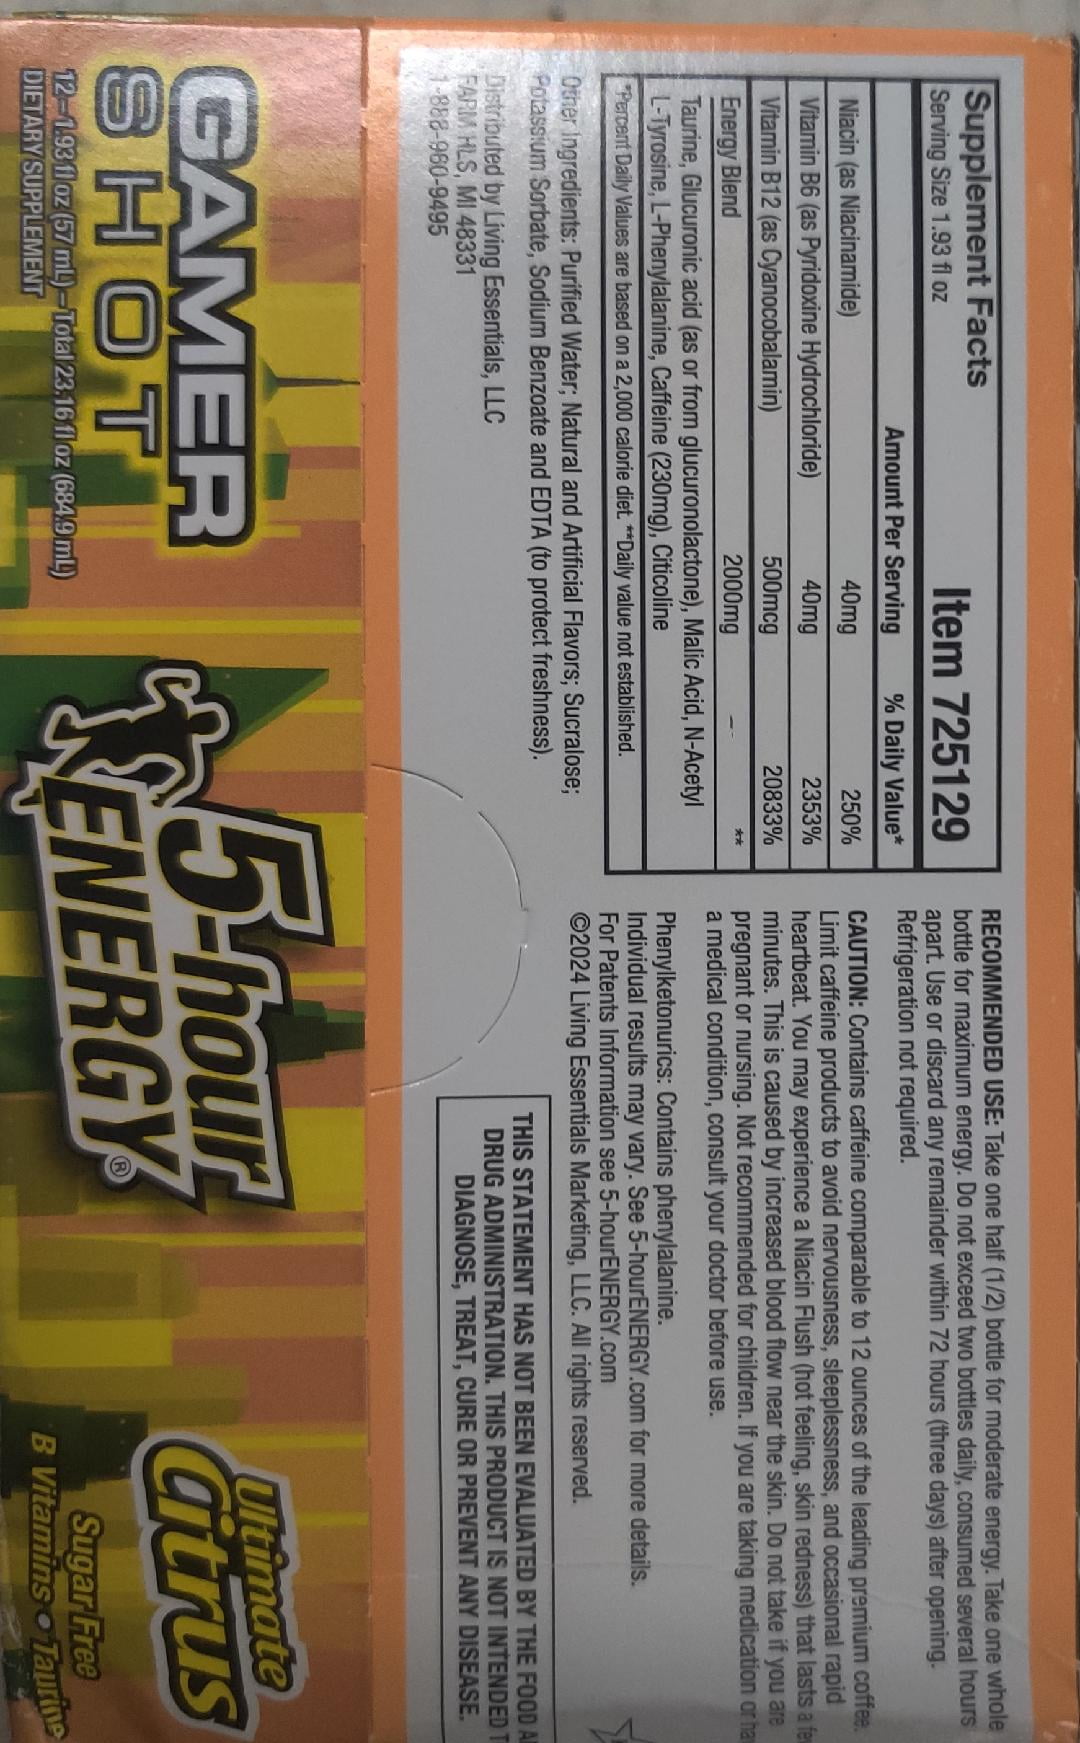 Supplement Facts
Serving Size 1.93 fl oz
Item 725129
Amount Per Serving % Daily Value*
Niacin (as Niacinamide) 40mg 250%
Vitamin B6 (as Pyridoxine Hydrochloride) 40mg 2353%
Vitamin B12 (as Cyanocobalamin) 500mcg 20833%
Energy Blend 2000mg **
Taurine, Glucuronic acid (as or from glucuronolactone), Malic Acid, N-Acetyl
L-Tyrosine, L-Phenylalanine, Caffeine (230mg), Citicoline
*Percent Daily Values are based on a 2,000 calorie diet. **Daily value not established.
Other Ingredients: Purified Water; Natural and Artificial Flavors; Sucralose;
Potassium Sorbate, Sodium Benzoate and EDTA (to protect freshness).
Distributed by Living Essentials, LLC
FARM HLS, MI 48331
1-888-960-9495
RECOMMENDED USE: Take one half (1/2) bottle for moderate energy. Take one whole
bottle for maximum energy. Do not exceed two bottles daily, consumed several hours
apart. Use or discard any remainder within 72 hours (three days) after opening.
Refrigeration not required.
CAUTION: Contains caffeine comparable to 12 ounces of the leading premium coffee.
Limit caffeine products to avoid nervousness, sleeplessness, and occasional rapid
heartbeat. You may experience a Niacin Flush (hot feeling, skin redness) that lasts a fe
minutes. This is caused by increased blood flow near the skin. Do not take if you are
pregnant or nursing. Not recommended for children. If you are taking medication or ha
a medical condition, consult your doctor before use.
Phenylketonurics: Contains phenylalanine.
Individual results may vary. See 5-hourENERGY.com for more details.
For Patents Information see 5-hourENERGY.com
©2024 Living Essentials Marketing, LLC. All rights reserved.
THIS STATEMENT HAS NOT BEEN EVALUATED BY THE FOOD A
DRUG ADMINISTRATION. THIS PRODUCT IS NOT INTENDED T
DIAGNOSE, TREAT, CURE OR PREVENT ANY DISEASE.
GAMER
SHOT
12 – 1.93 fl oz (57 mL) – Total 23.16 fl oz (684.9 mL)
DIETARY SUPPLEMENT
5-hour
ENERGY®
Ultimate
Citrus
Sugar Free
B Vitamins • Taurine